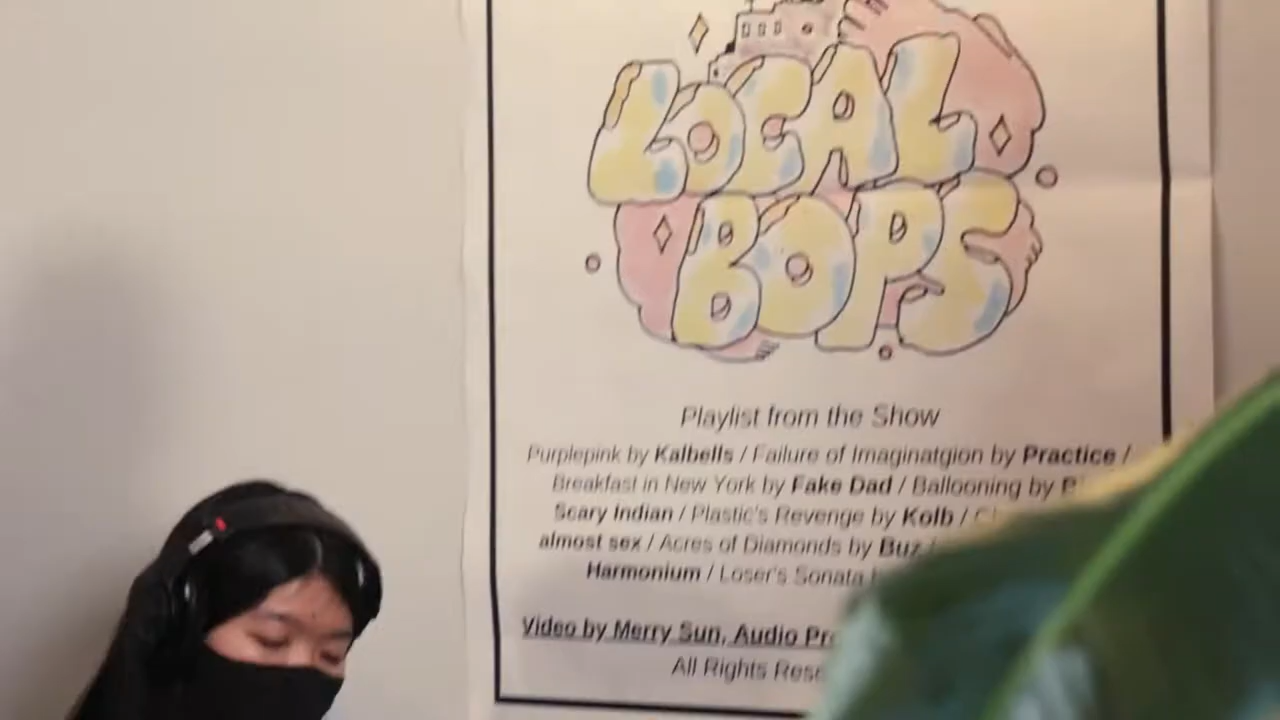 LOCAL
BOPS
Playlist from the Show
Purplepink by Kalbells / Failure of Imaginatgion by Practice /
Breakfast in New York by Fake Dad / Ballooning by
Scary Indian / Plastic's Revenge by Kolb /
almost sex / Acres of Diamonds by Buz
Harmonium / Loser's Sonata
Video by Merry Sun, Audio
All Rights